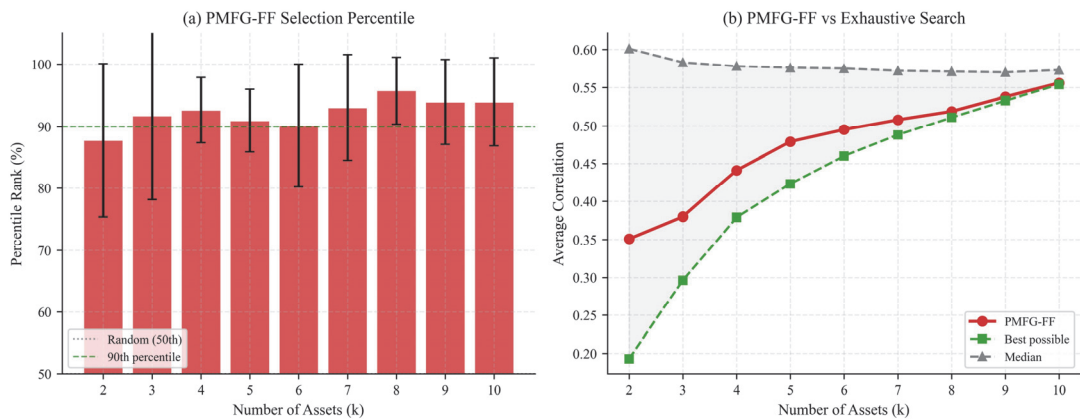 (a) PMFG-FF Selection Percentile
Percentile Rank (%)
100
90
80
70
60
50
Random (50th)
90th percentile
2 3 4 5 6 7 8 9 10
Number of Assets (k)
(b) PMFG-FF vs Exhaustive Search
Average Correlation
0.60
0.55
0.50
0.45
0.40
0.35
0.30
0.25
0.20
PMFG-FF
Best possible
Median
2 3 4 5 6 7 8 9 10
Number of Assets (k)